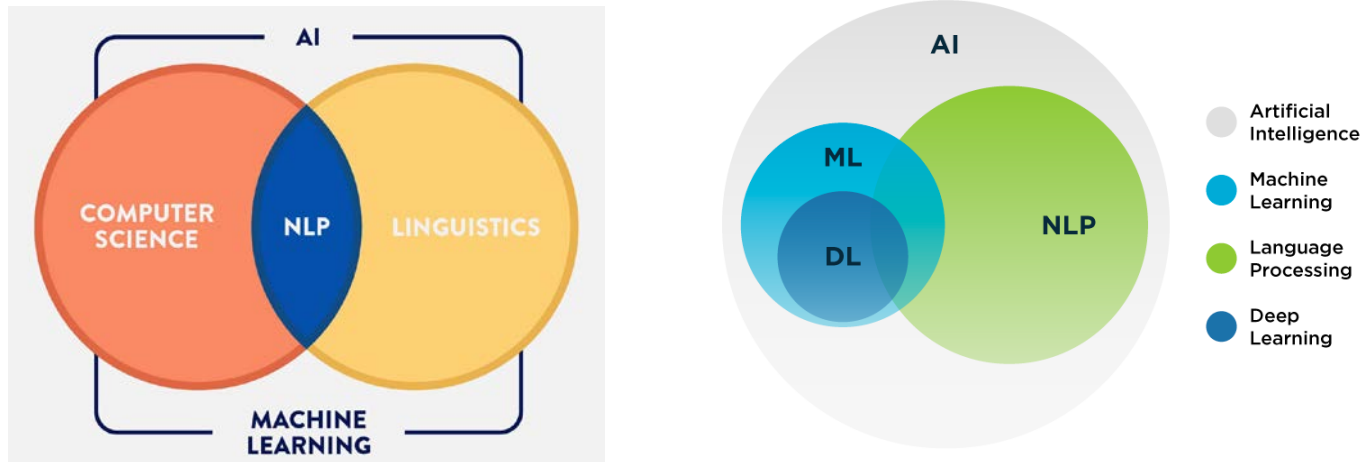 AI
COMPUTER
SCIENCE
NLP
LINGUISTICS
MACHINE
LEARNING
AI
ML
DL
NLP
Artificial
Intelligence
Machine
Learning
Language
Processing
Deep
Learning